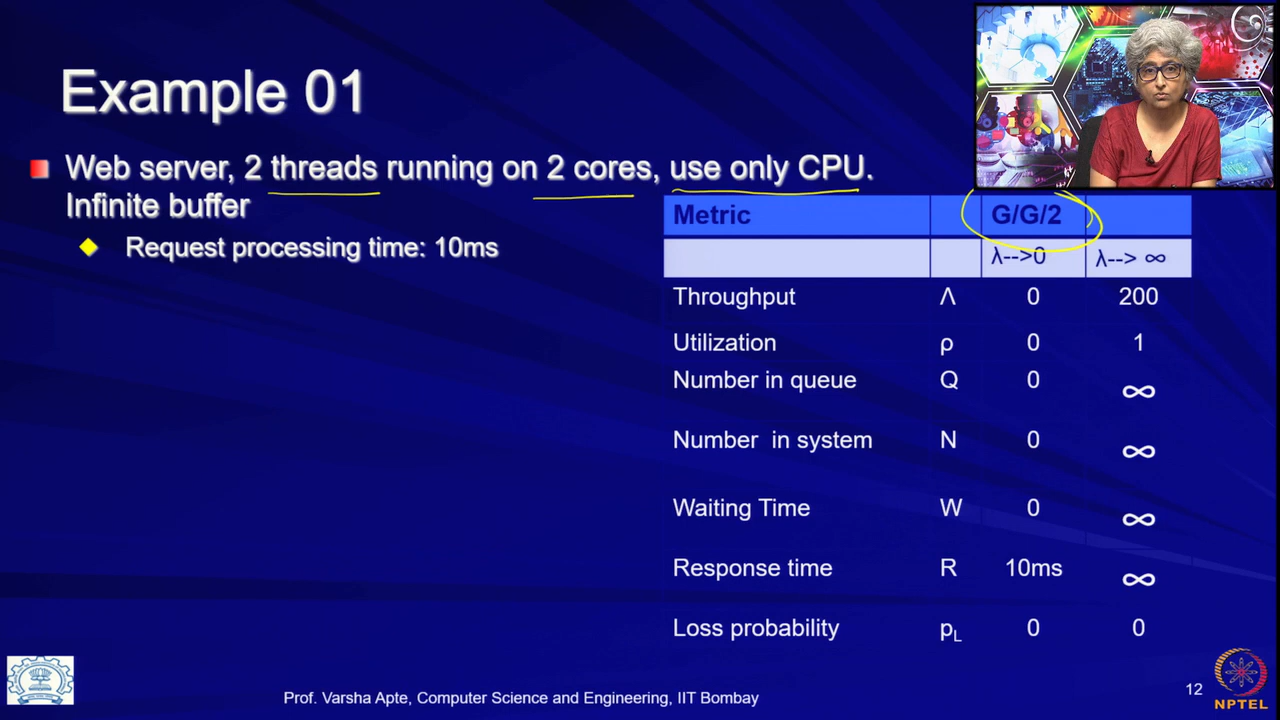 Example 01
Web server, 2 threads running on 2 cores, use only CPU.
Infinite buffer
Request processing time: 10ms
Metric G/G/2
λ-->0 λ--> ∞
Throughput Λ 0 200
Utilization ρ 0 1
Number in queue Q 0 ∞
Number in system N 0 ∞
Waiting Time W 0 ∞
Response time R 10ms ∞
Loss probability pL 0 0
Prof. Varsha Apte, Computer Science and Engineering, IIT Bombay
12
NPTEL